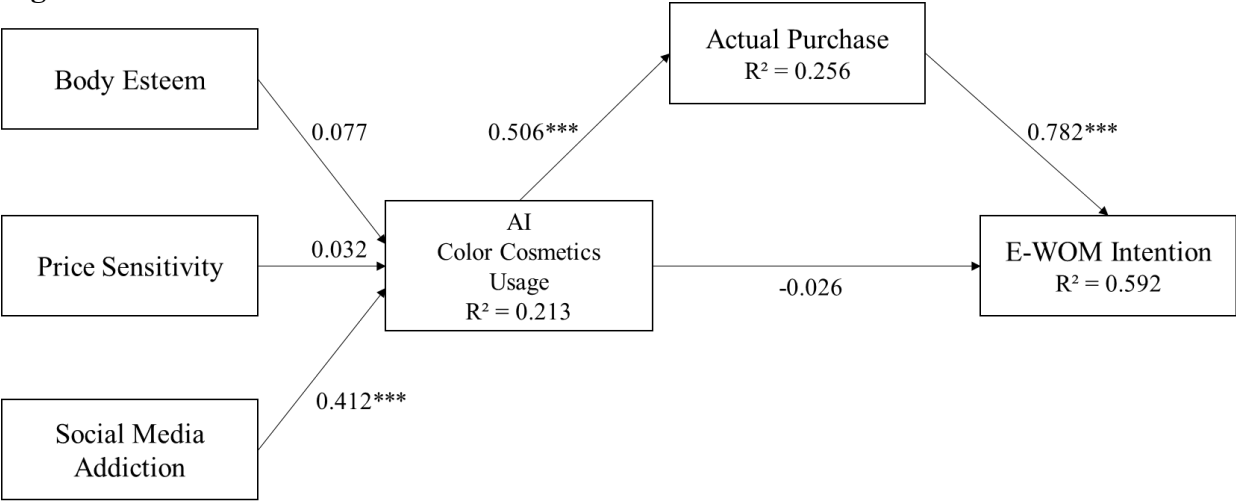 Body Esteem
Actual Purchase
R² = 0.256
0.077
0.506***
0.782***
Price Sensitivity
0.032
AI
Color Cosmetics
Usage
R² = 0.213
-0.026
E-WOM Intention
R² = 0.592
0.412***
Social Media
Addiction